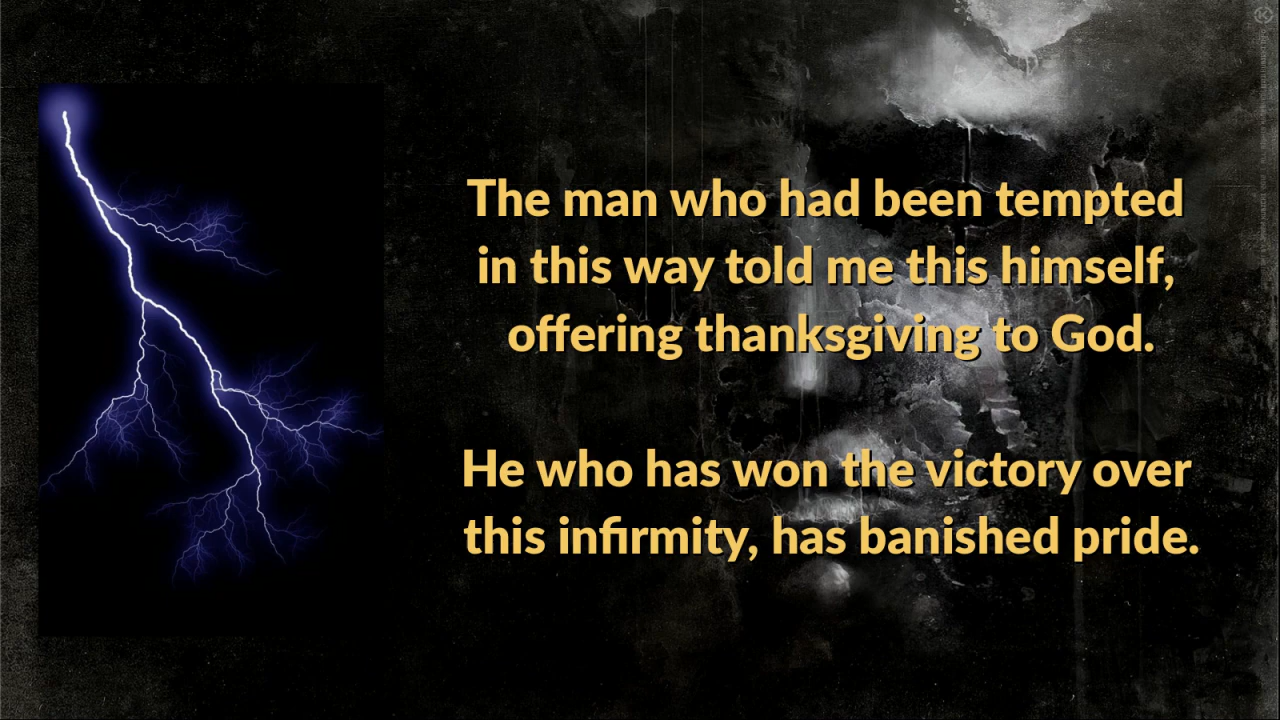 The man who had been tempted
in this way told me this himself,
offering thanksgiving to God.
He who has won the victory over
this infirmity, has banished pride.